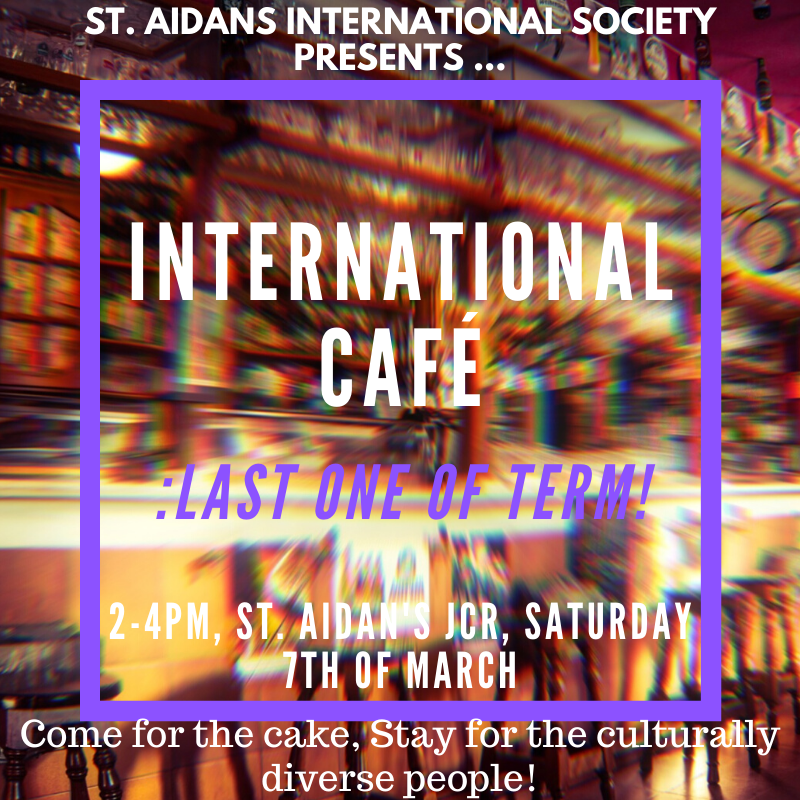 ST. AIDANS INTERNATIONAL SOCIETY
PRESENTS ...
INTERNATIONAL
CAFÉ
:LAST ONE OF TERM!
2-4PM, ST. AIDAN'S JCR, SATURDAY
7TH OF MARCH
Come for the cake, Stay for the culturally
diverse people!